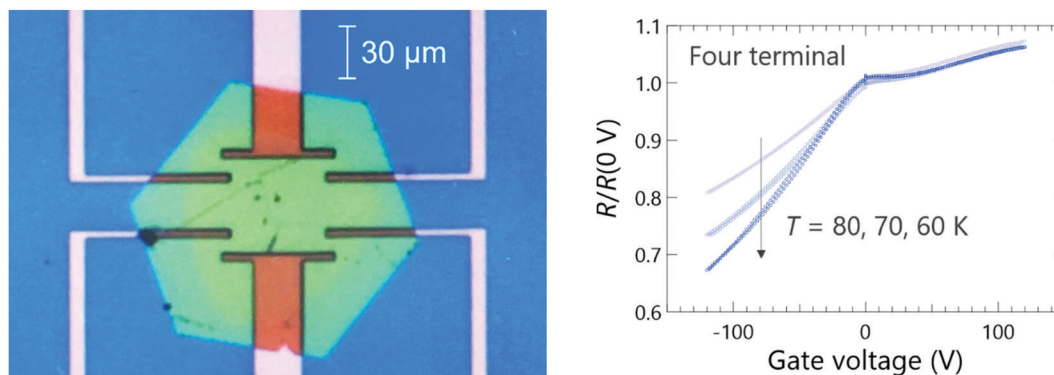 30 μm
Four terminal
T = 80, 70, 60 K
R/R(0 V)
1.1
1.0
0.9
0.8
0.7
0.6
-100
0
100
Gate voltage (V)